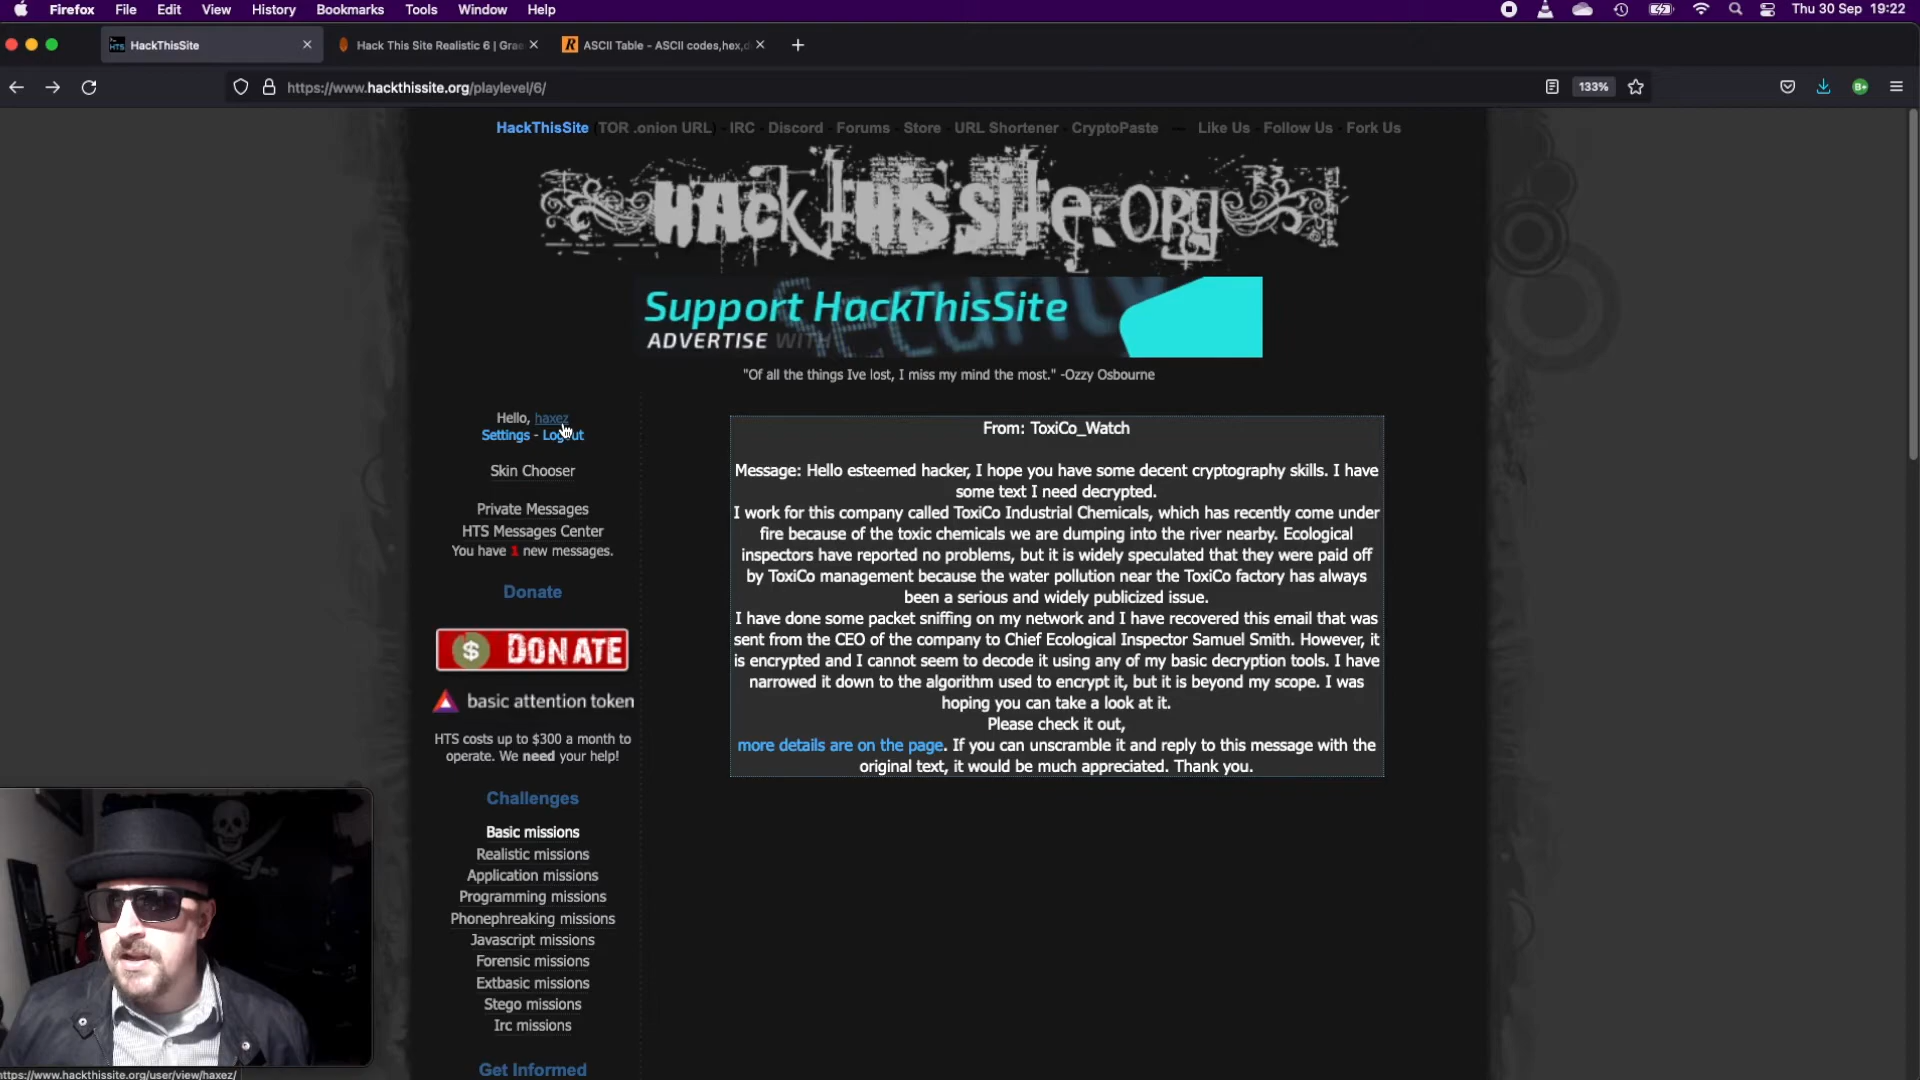 Firefox File Edit View History Bookmarks Tools Window Help Thu 30 Sep 19:22
HackThisSite Hack This Site Realistic 6 | Gra ASCII Table - ASCII codes,hex,
https://www.hackthissite.org/playlevel/6/ 133%
HackThisSite (TOR .onion URL) - IRC - Discord - Forums - Store - URL Shortener - CryptoPaste — Like Us - Follow Us - Fork Us
HAck THIS SitE.ORg
Support HackThisSite
ADVERTISE WITH
Security
"Of all the things Ive lost, I miss my mind the most." -Ozzy Osbourne
Hello, haxez
Settings - Logout
Skin Chooser
Private Messages
HTS Messages Center
You have 1 new messages.
Donate
$ DONATE
basic attention token
HTS costs up to $300 a month to
operate. We need your help!
Challenges
Basic missions
Realistic missions
Application missions
Programming missions
Phonephreaking missions
Javascript missions
Forensic missions
Extbasic missions
Stego missions
Irc missions
Get Informed
From: ToxiCo_Watch
Message: Hello esteemed hacker, I hope you have some decent cryptography skills. I have
some text I need decrypted.
I work for this company called ToxiCo Industrial Chemicals, which has recently come under
fire because of the toxic chemicals we are dumping into the river nearby. Ecological
inspectors have reported no problems, but it is widely speculated that they were paid off
by ToxiCo management because the water pollution near the ToxiCo factory has always
been a serious and widely publicized issue.
I have done some packet sniffing on my network and I have recovered this email that was
sent from the CEO of the company to Chief Ecological Inspector Samuel Smith. However, it
is encrypted and I cannot seem to decode it using any of my basic decryption tools. I have
narrowed it down to the algorithm used to encrypt it, but it is beyond my scope. I was
hoping you can take a look at it.
Please check it out,
more details are on the page. If you can unscramble it and reply to this message with the
original text, it would be much appreciated. Thank you.
https://www.hackthissite.org/user/view/haxez/